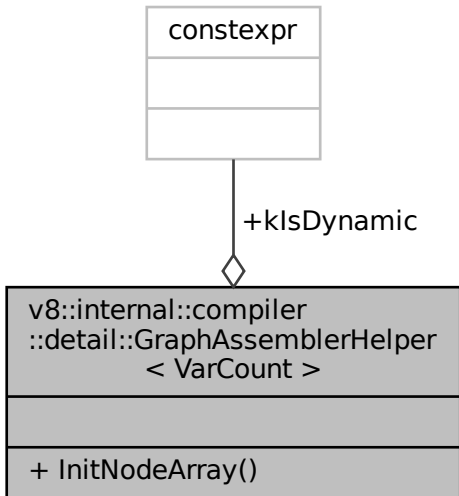 constexpr
+kIsDynamic
v8::internal::compiler
::detail::GraphAssemblerHelper
< VarCount >
+ InitNodeArray()